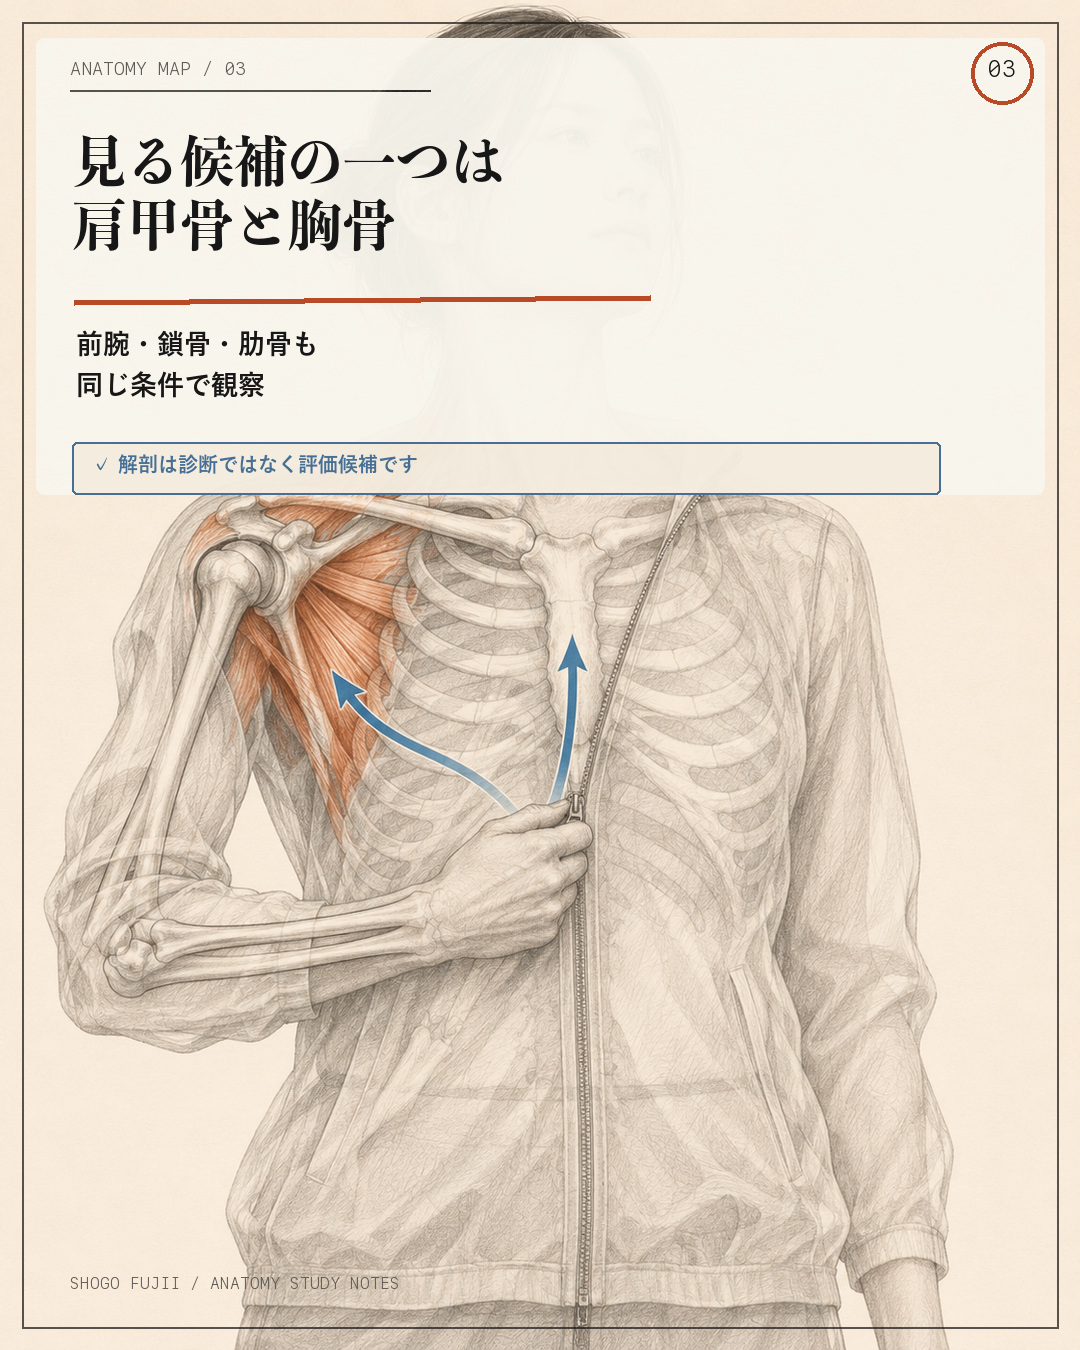 ANATOMY MAP / 03
03
見る候補の一つは
肩甲骨と胸骨
前腕・鎖骨・肋骨も
同じ条件で観察
✓ 解剖は診断ではなく評価候補です
SHOGO FUJII / ANATOMY STUDY NOTES